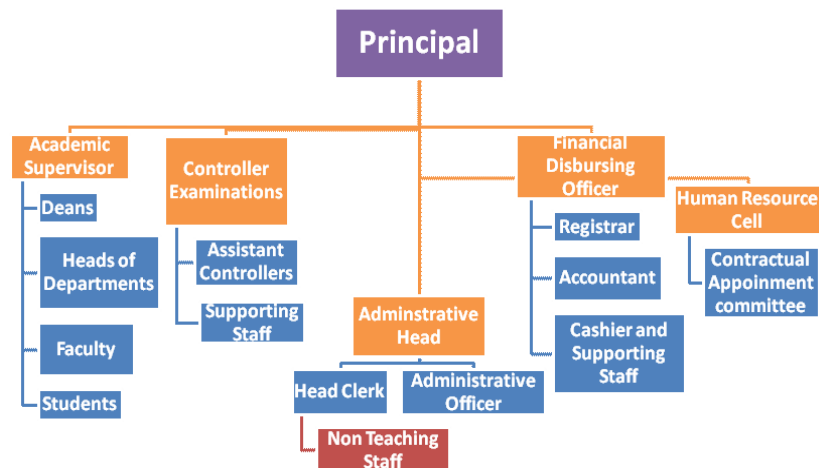 Principal
Academic
Supervisor
Deans
Heads of
Departments
Faculty
Students
Controller
Examinations
Assistant
Controllers
Supporting
Staff
Adminstrative
Head
Head Clerk
Non Teaching
Staff
Administrative
Officer
Financial
Disbursing
Officer
Registrar
Accountant
Cashier and
Supporting
Staff
Human Resource
Cell
Contractual
Appoinment
committee